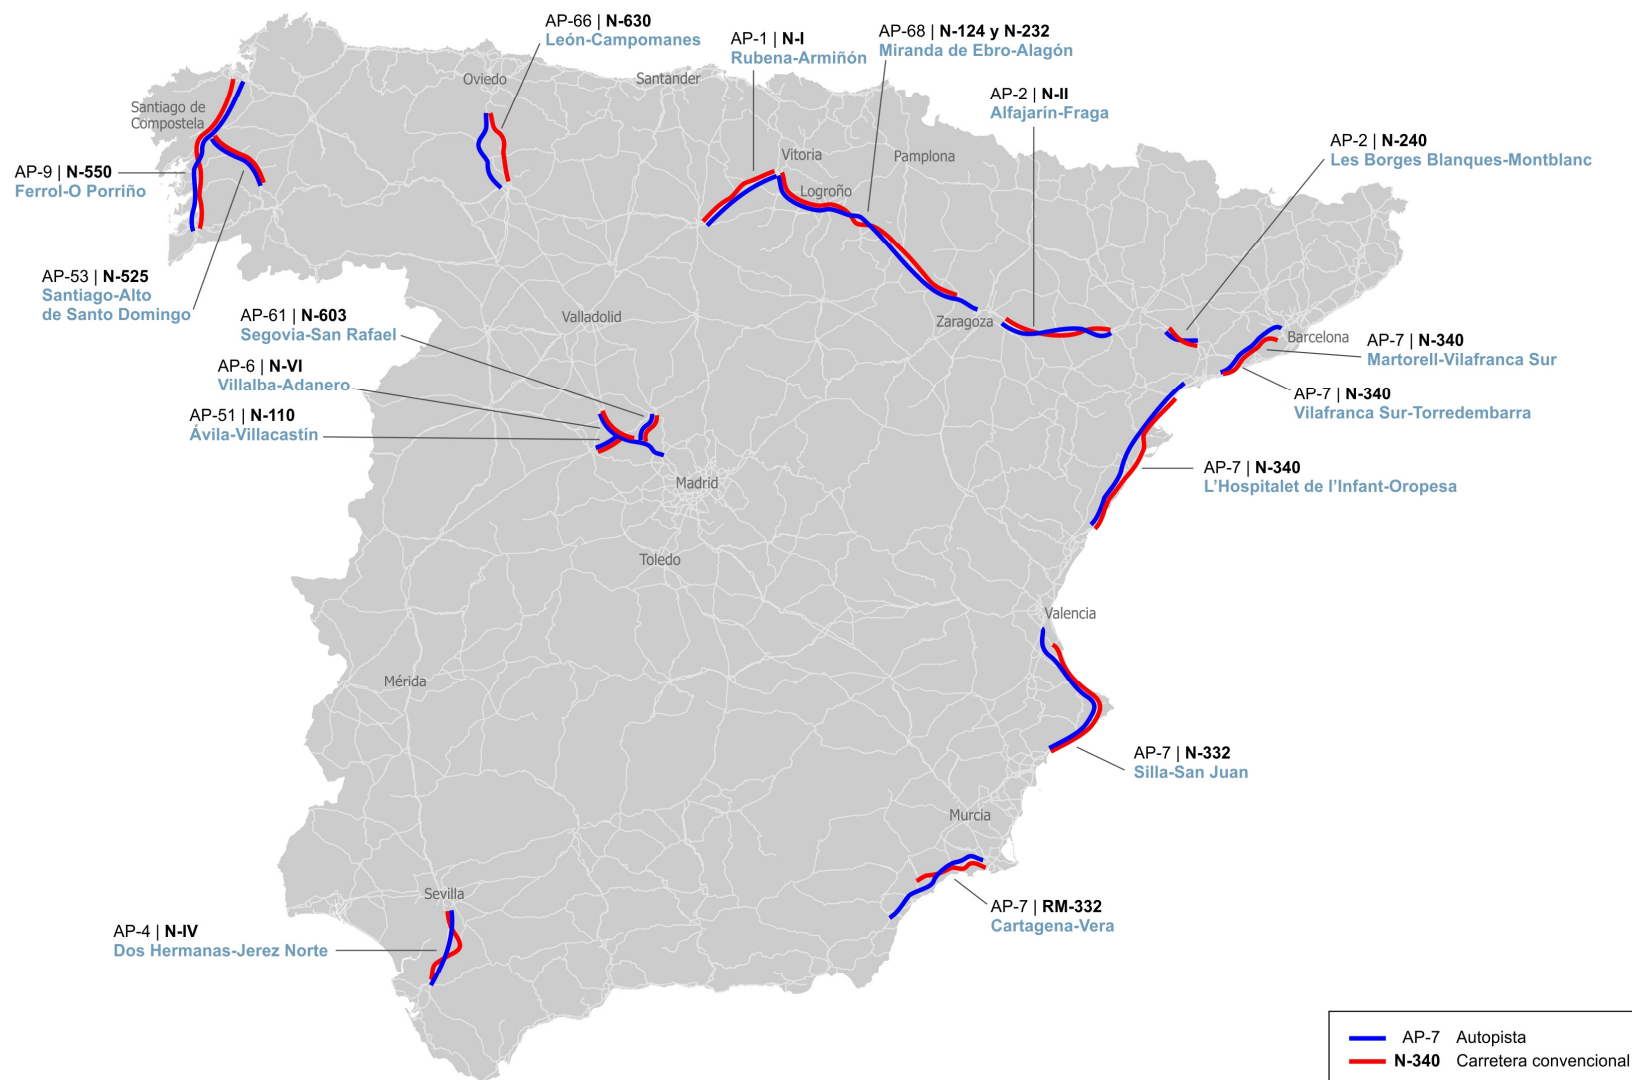 AP-66 | N-630
León-Campomanes
AP-1 | N-I
Rubena-Armiñón
AP-68 | N-124 y N-232
Miranda de Ebro-Alagón
Oviedo
Santander
AP-2 | N-II
Alfajarín-Fraga
Santiago de
Compostela
AP-2 | N-240
Les Borges Blanques-Montblanc
Vitoria
Pamplona
AP-9 | N-550
Ferrol-O Porriño
Logroño
AP-53 | N-525
Santiago-Alto
de Santo Domingo
AP-61 | N-603
Segovia-San Rafael
Valladolid
Zaragoza
Barcelona
AP-7 | N-340
Martorell-Vilafranca Sur
AP-6 | N-VI
Villalba-Adanero
AP-7 | N-340
Vilafranca Sur-Torredembarra
AP-51 | N-110
Ávila-Villacastín
AP-7 | N-340
L’Hospitalet de l’Infant-Oropesa
Madrid
Toledo
Valencia
Mérida
AP-7 | N-332
Silla-San Juan
Murcia
Sevilla
AP-7 | RM-332
Cartagena-Vera
AP-4 | N-IV
Dos Hermanas-Jerez Norte
AP-7 Autopista
N-340 Carretera convencional